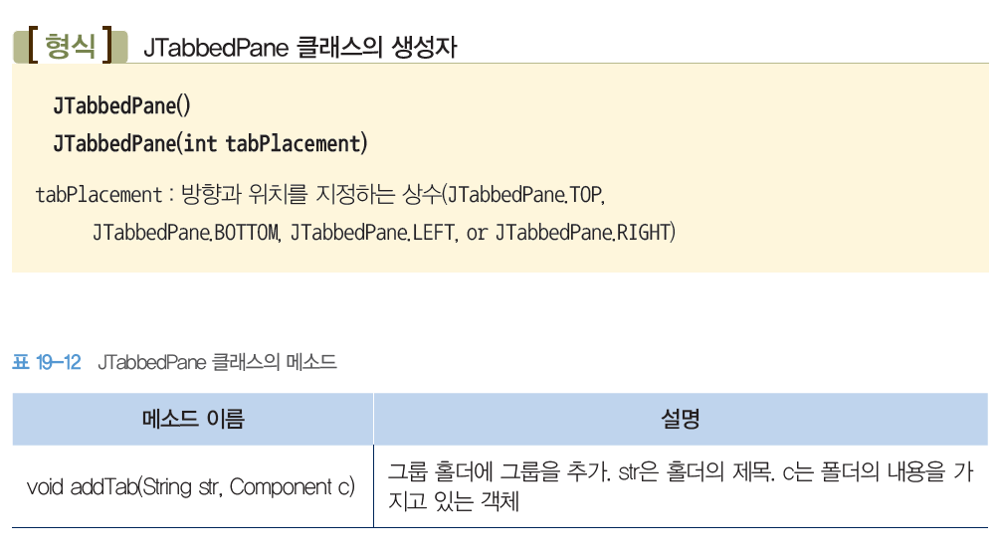 [형식] JTabbedPane 클래스의 생성자
JTabbedPane()
JTabbedPane(int tabPlacement)
tabPlacement : 방향과 위치를 지정하는 상수(JTabbedPane.TOP,
JTabbedPane.BOTTOM, JTabbedPane.LEFT, or JTabbedPane.RIGHT)
표 19-12 JTabbedPane 클래스의 메소드
메소드 이름 설명
void addTab(String str, Component c) 그룹 홀더에 그룹을 추가. str은 홀더의 제목. c는 폴더의 내용을 가
지고 있는 객체